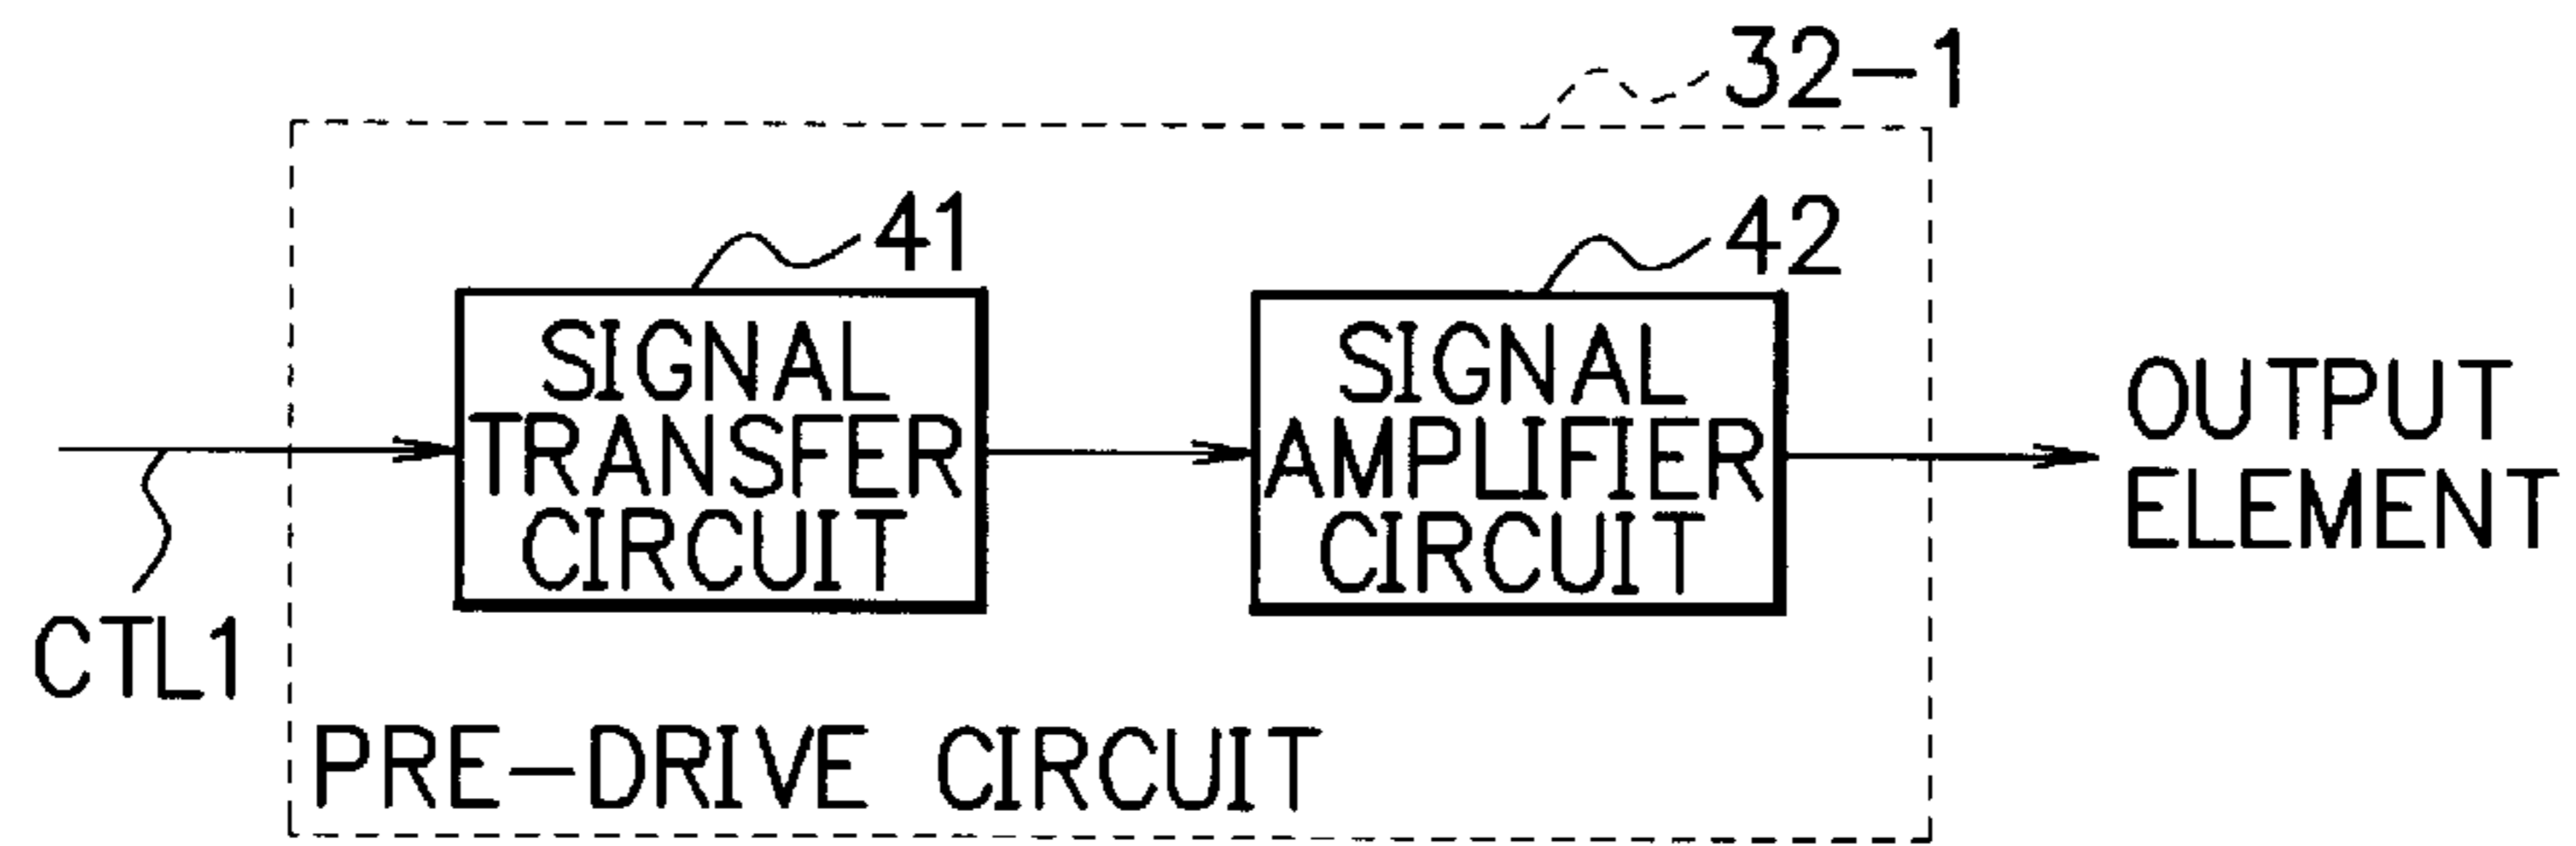 32-1
41
42
SIGNAL
TRANSFER
CIRCUIT
SIGNAL
AMPLIFIER
CIRCUIT
OUTPUT
ELEMENT
CTL1
PRE-DRIVE CIRCUIT